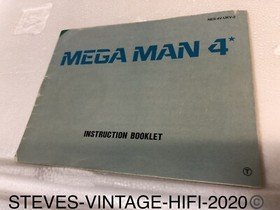 MEGA MAN 4*
INSTRUCTION BOOKLET
STEVES-VINTAGE-HIFI-2020©